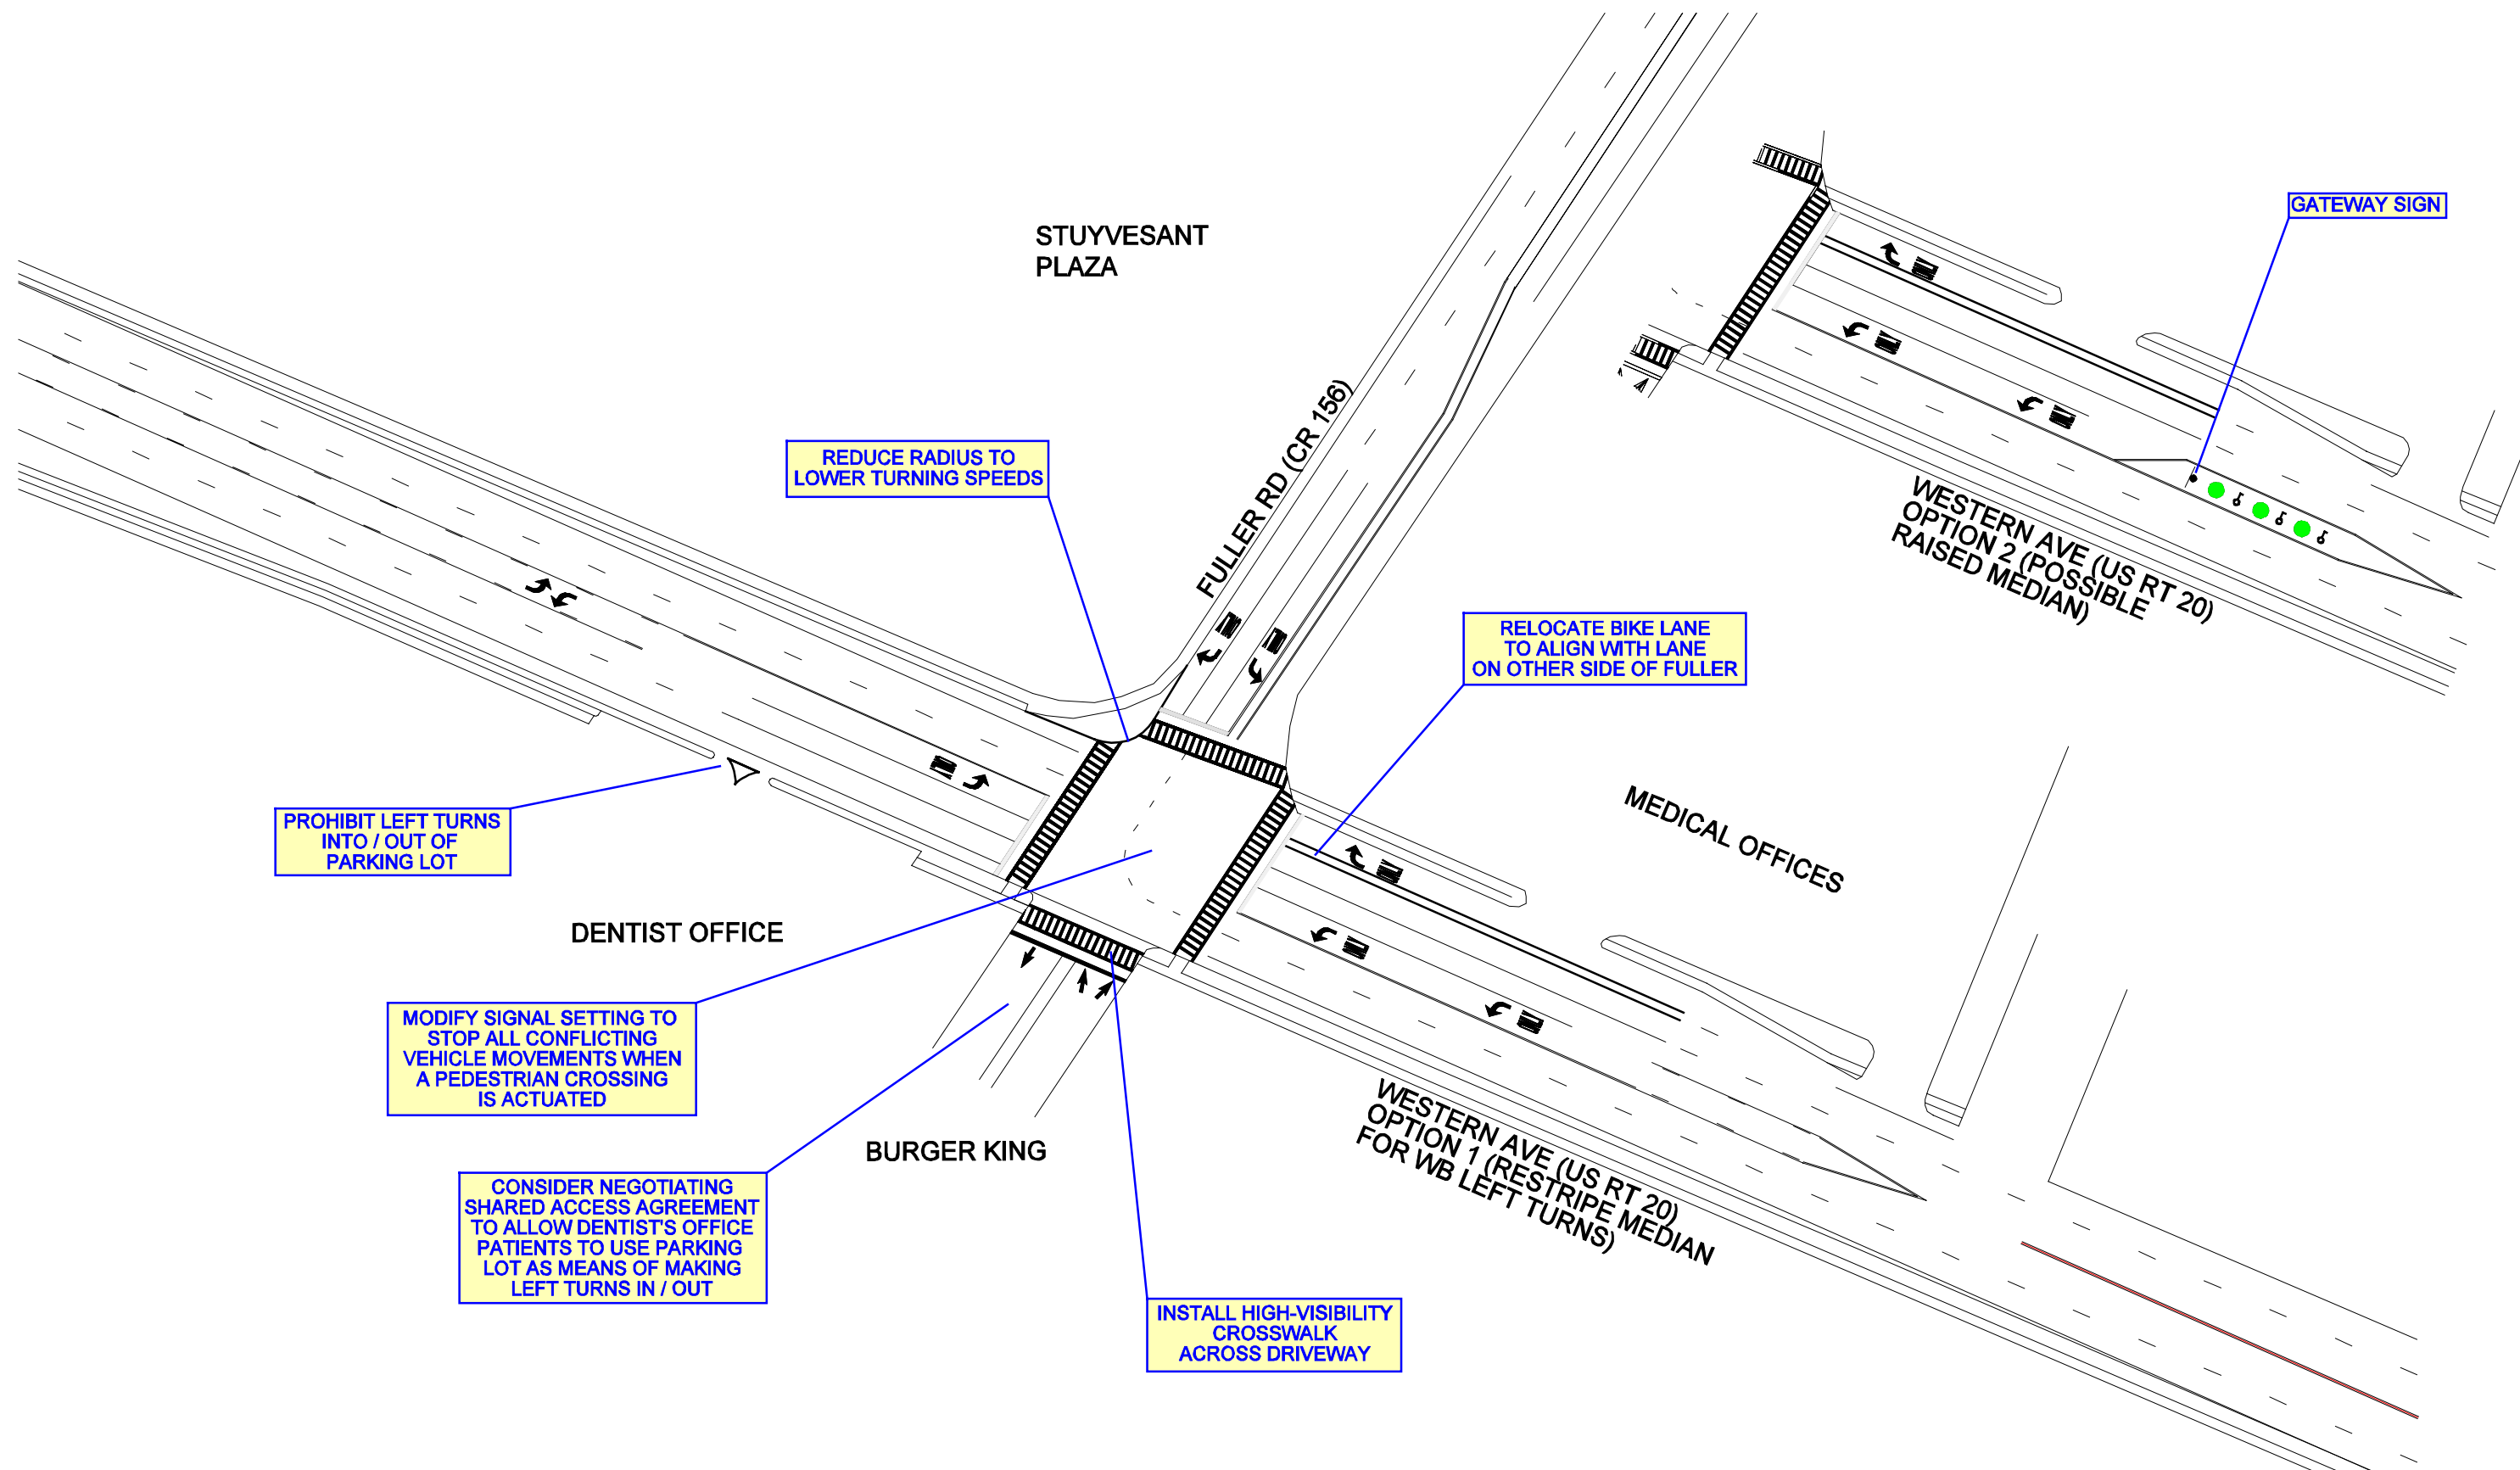 GATEWAY SIGN
STUYVESANT
PLAZA
FULLER RD (CR 156)
REDUCE RADIUS TO
LOWER TURNING SPEEDS
WESTERN AVE (US RT 20)
OPTION 2 (POSSIBLE
RAISED MEDIAN)
RELOCATE BIKE LANE
TO ALIGN WITH LANE
ON OTHER SIDE OF FULLER
PROHIBIT LEFT TURNS
INTO / OUT OF
PARKING LOT
MEDICAL OFFICES
DENTIST OFFICE
MODIFY SIGNAL SETTING TO
STOP ALL CONFLICTING
VEHICLE MOVEMENTS WHEN
A PEDESTRIAN CROSSING
IS ACTUATED
BURGER KING
WESTERN AVE (US RT 20)
OPTION 1 (RESTRIPE MEDIAN
FOR WB LEFT TURNS)
CONSIDER NEGOTIATING
SHARED ACCESS AGREEMENT
TO ALLOW DENTIST'S OFFICE
PATIENTS TO USE PARKING
LOT AS MEANS OF MAKING
LEFT TURNS IN / OUT
INSTALL HIGH-VISIBILITY
CROSSWALK
ACROSS DRIVEWAY